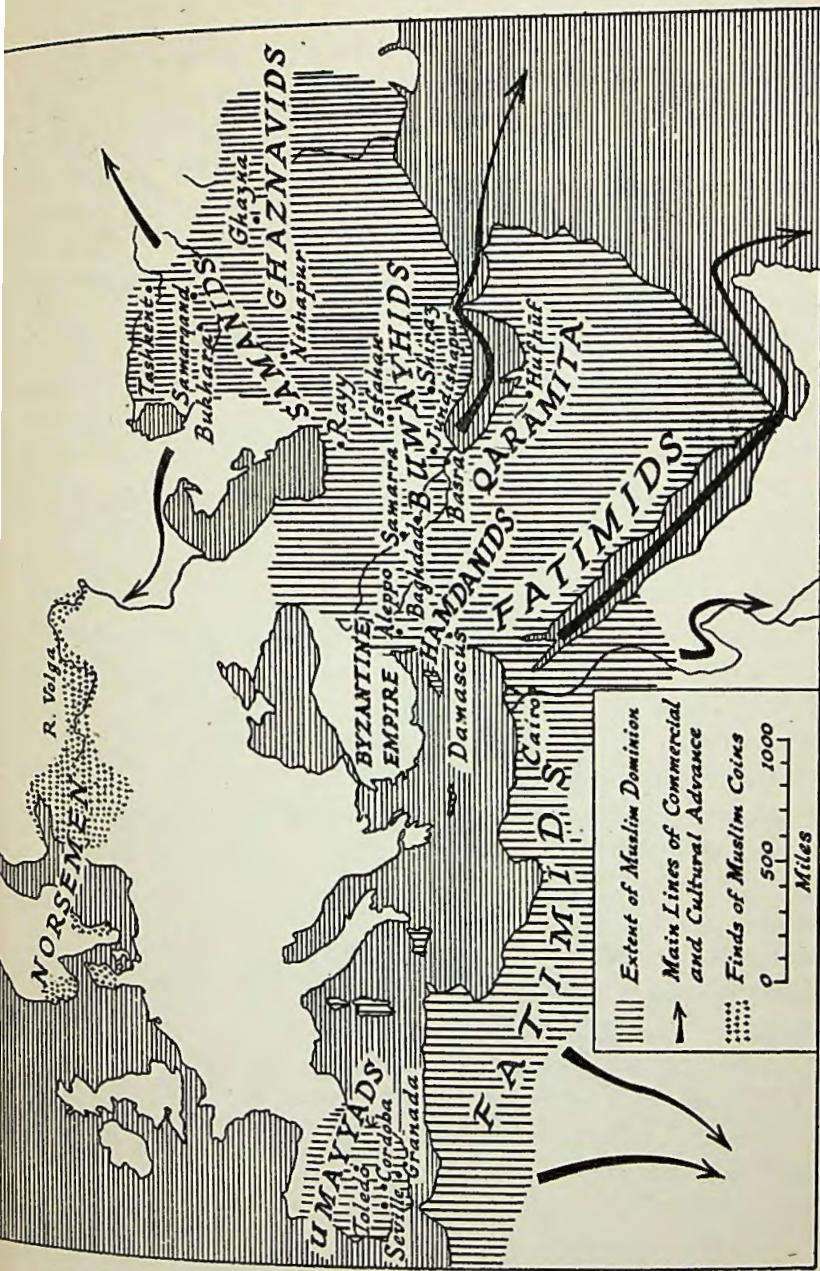 NORSEMEN
R. Volga
UMAYYADS
Toledo
Cordoba
Seville
Granada
BYZANTINE
EMPIRE
Aleppo
HAMDANIDS
Damascus
Cairo
FATIMIDS
FATIMIDS
Samarra
Baghdad
BUWAYHIDS
Basra
QARAMITA
Hufhuf
Jundishapur
Shiraz
Isfahan
Rayy
SAMANIDS
Tashkent
Samarqand
Bukhara
Nishapur
Ghazna
GHAZNAVIDS
Extent of Muslim Dominion
Main Lines of Commercial
and Cultural Advance
Finds of Muslim Coins
0 500 1000
Miles